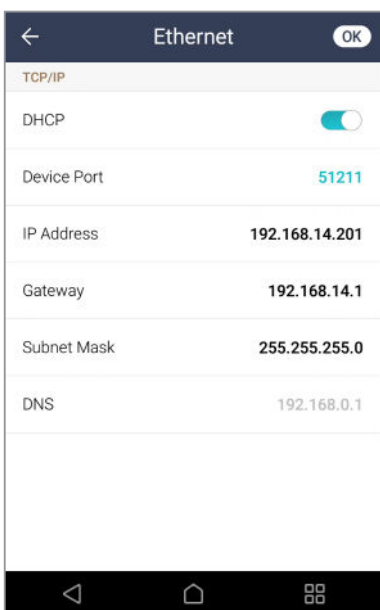 Ethernet OK
TCP/IP
DHCP
Device Port 51211
IP Address 192.168.14.201
Gateway 192.168.14.1
Subnet Mask 255.255.255.0
DNS 192.168.0.1